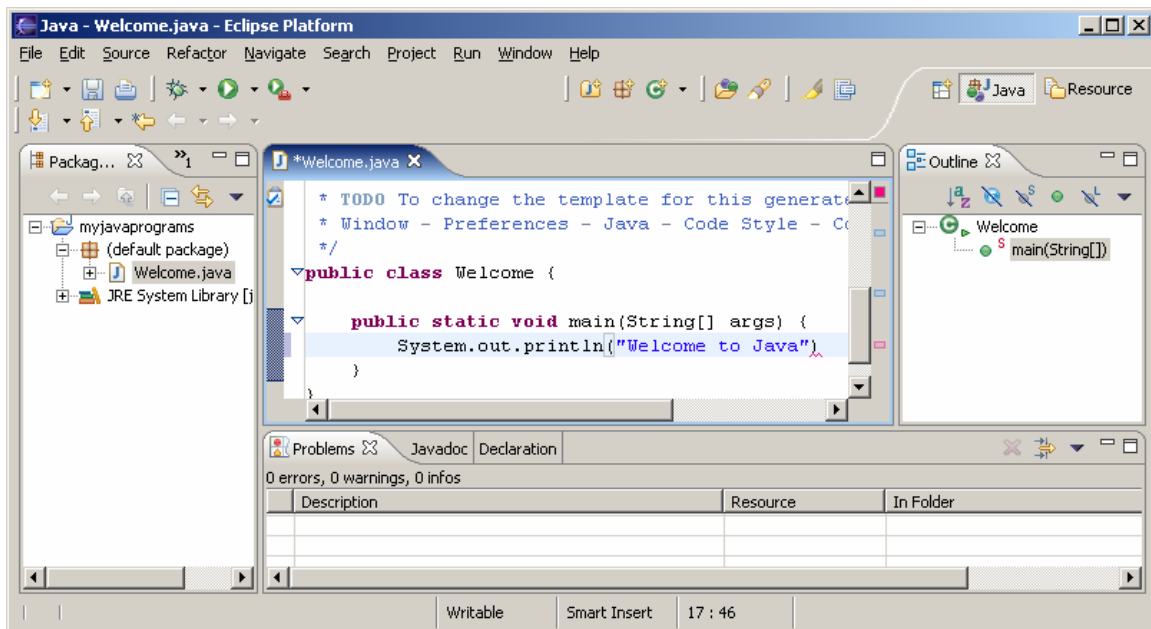 Java - Welcome.java - Eclipse Platform
File Edit Source Refactor Navigate Search Project Run Window Help
Java Resource
Packag... »1
*Welcome.java
Outline
myjavaprograms
(default package)
Welcome.java
JRE System Library [j
* TODO To change the template for this generate
* Window - Preferences - Java - Code Style - Co
*/
public class Welcome {
public static void main(String[] args) {
System.out.println("Welcome to Java")
}
}
Welcome
main(String[])
Problems Javadoc Declaration
0 errors, 0 warnings, 0 infos
Description Resource In Folder
Writable Smart Insert 17 : 46